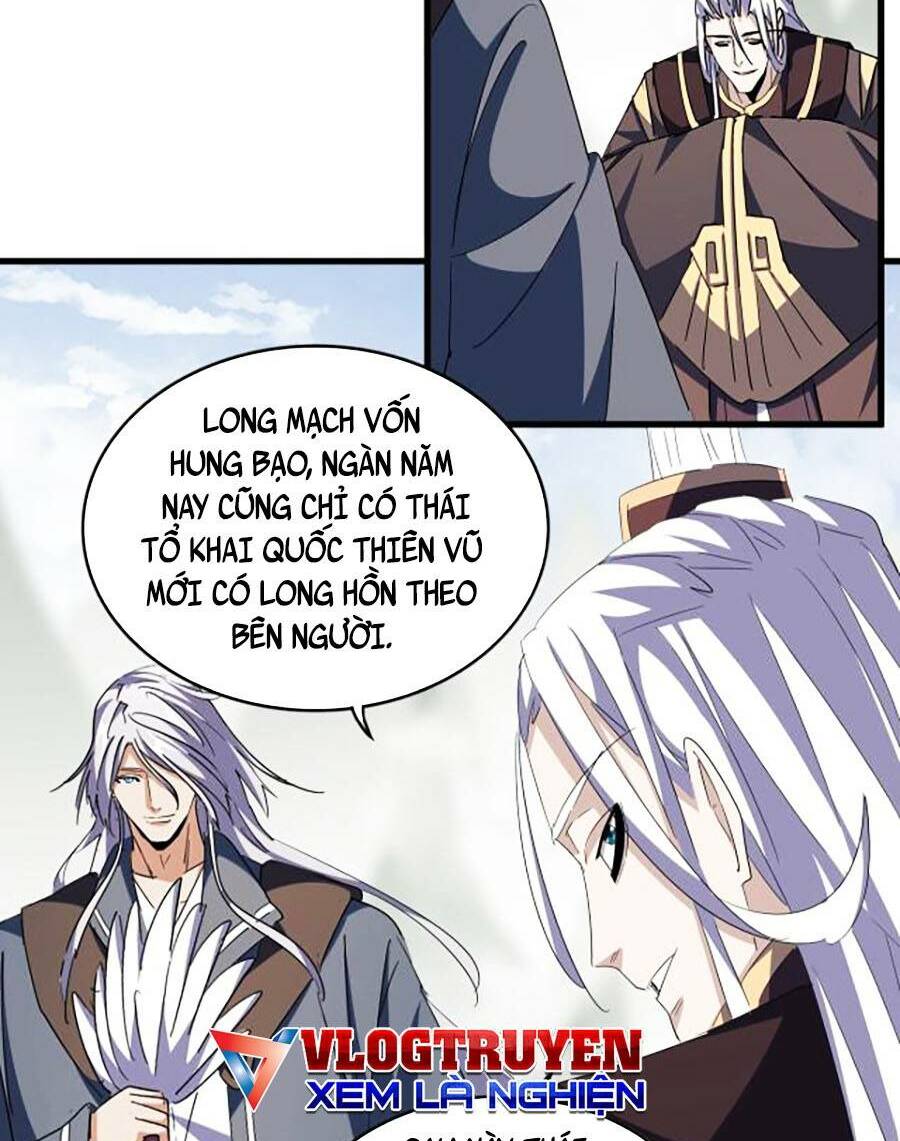 LONG MẠCH VỐN
HUNG BẠO, NGÀN NĂM
NAY CŨNG CHỈ CÓ THÁI
TỔ KHAI QUỐC THIÊN VŨ
MỚI CÓ LONG HỒN THEO
BÊN NGƯỜI.
VLOGTRUYEN
XEM LÀ NGHIỆN